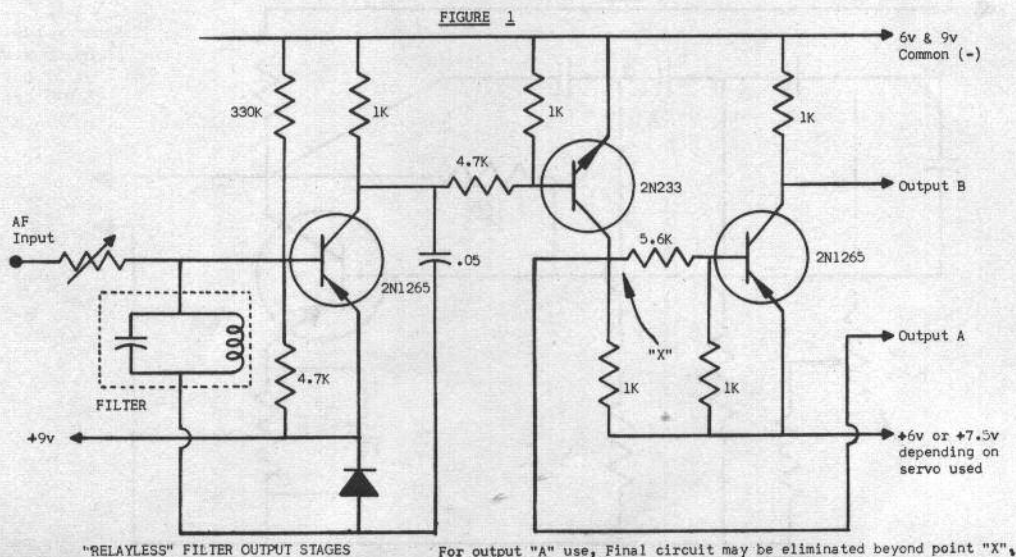 FIGURE 1
6v & 9v
Common (-)
330K
1K
1K
1K
4.7K
2N233
Output B
AF
Input
5.6K
2N1265
.05
2N1265
Output A
"X"
4.7K
1K
1K
FILTER
+9v
+6v or +7.5v
depending on
servo used
"RELAYLESS" FILTER OUTPUT STAGES
For output "A" use, Final circuit may be eliminated beyond point "X",